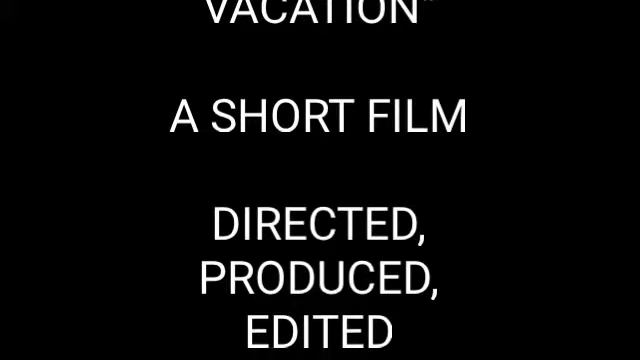 VACATION"
A SHORT FILM
DIRECTED,
PRODUCED,
EDITED